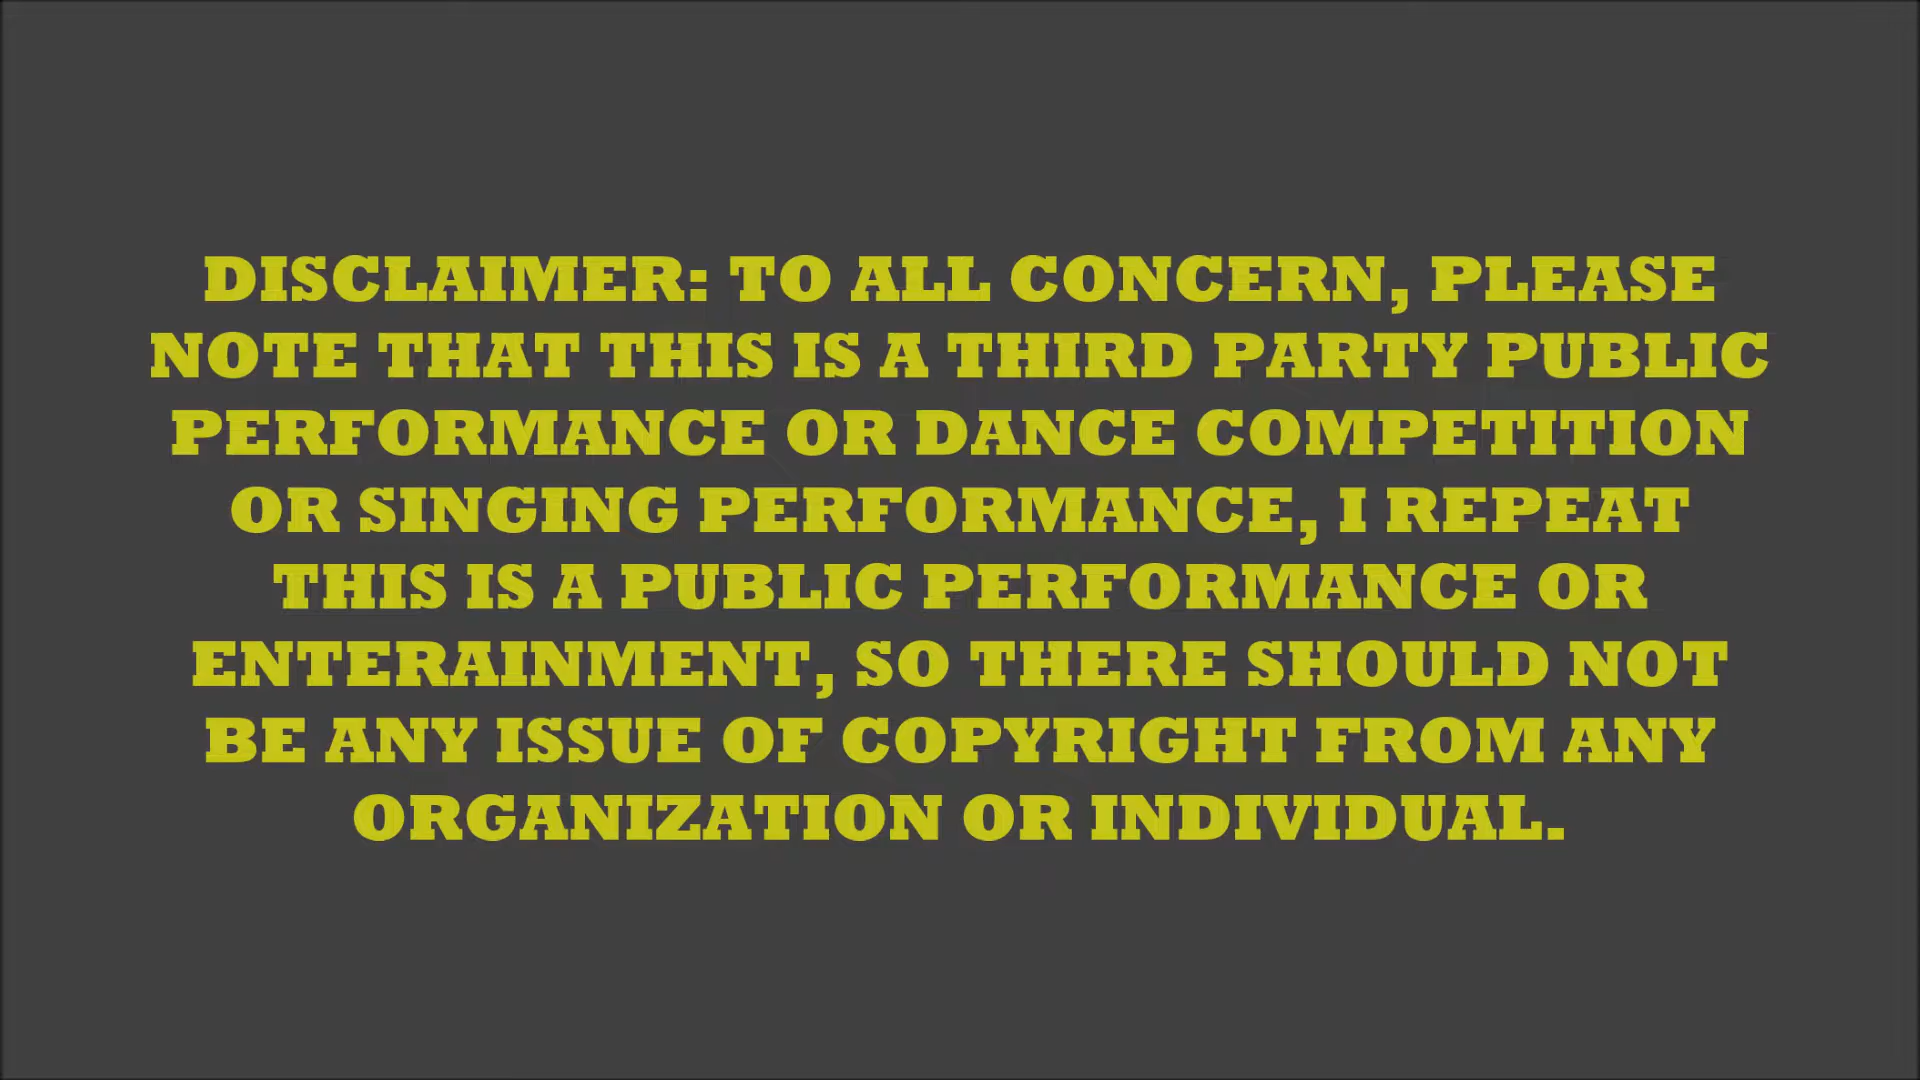 DISCLAIMER: TO ALL CONCERN, PLEASE
NOTE THAT THIS IS A THIRD PARTY PUBLIC
PERFORMANCE OR DANCE COMPETITION
OR SINGING PERFORMANCE, I REPEAT
THIS IS A PUBLIC PERFORMANCE OR
ENTERAINMENT, SO THERE SHOULD NOT
BE ANY ISSUE OF COPYRIGHT FROM ANY
ORGANIZATION OR INDIVIDUAL.